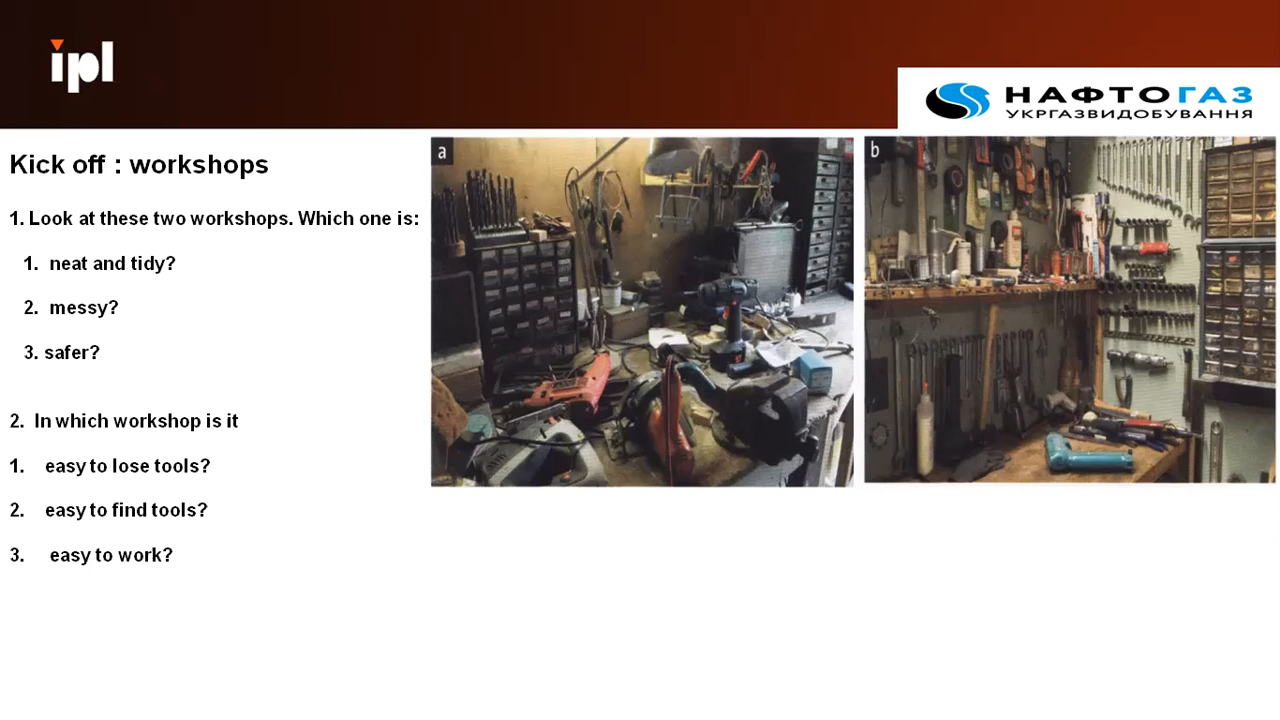 ipl
НАФТОГАЗ
УКРГАЗВИДОБУВАННЯ
Kick off : workshops
1. Look at these two workshops. Which one is:
1. neat and tidy?
2. messy?
3. safer?
2. In which workshop is it
1. easy to lose tools?
2. easy to find tools?
3. easy to work?
a
b